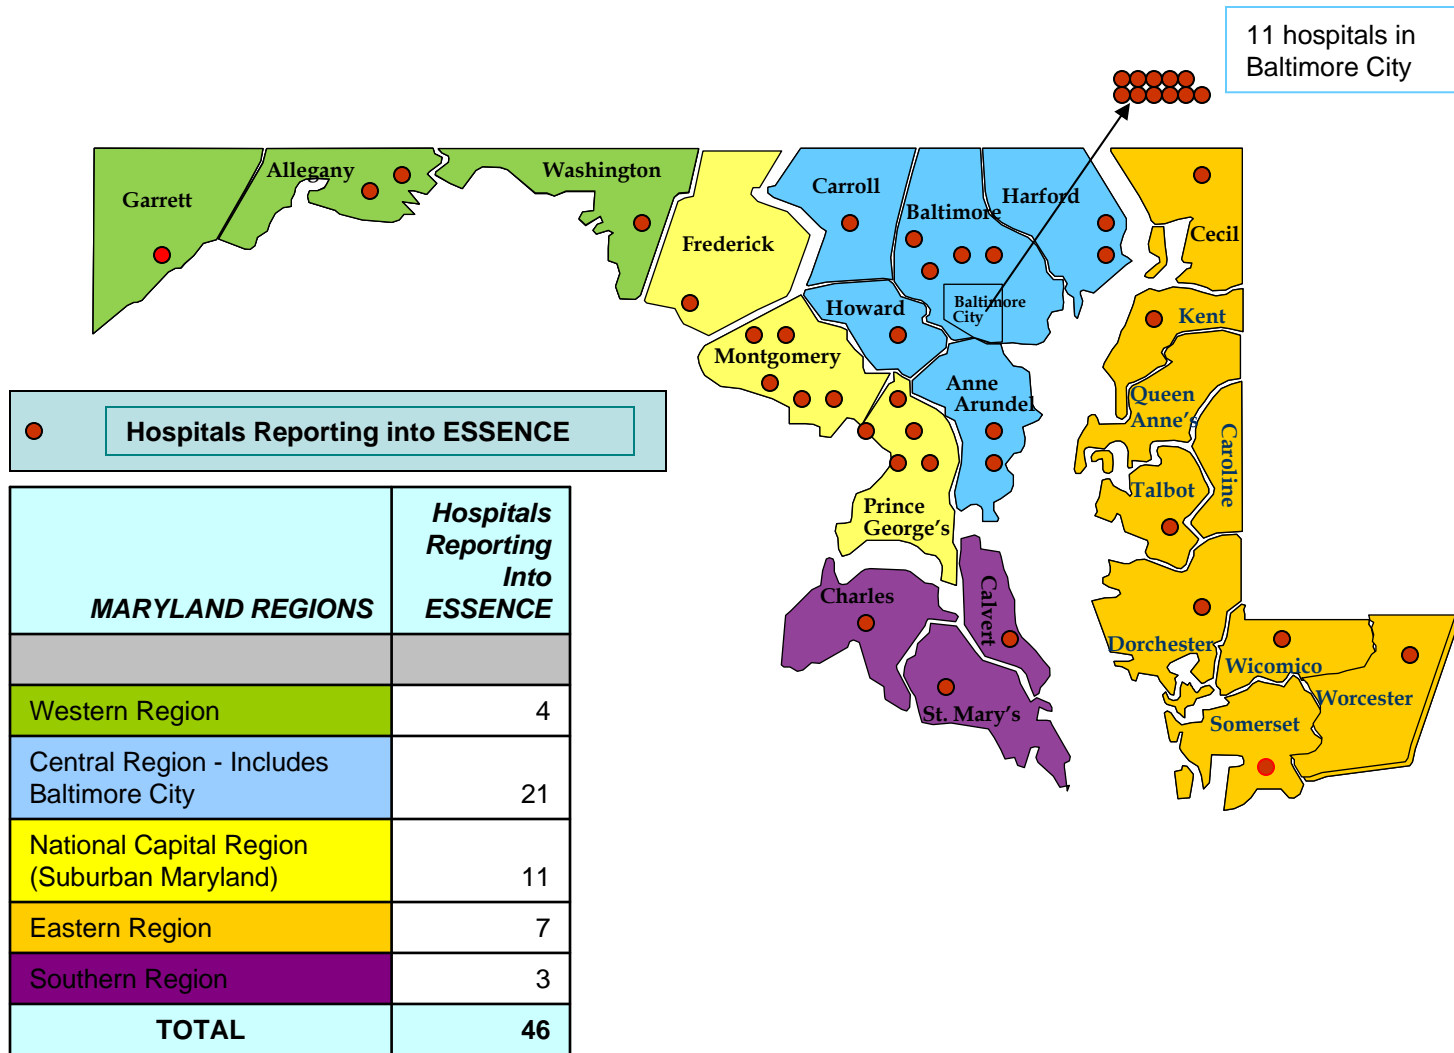 11 hospitals in
Baltimore City
Garrett
Allegany
Washington
Frederick
Carroll
Baltimore
Harford
Cecil
Baltimore
City
Howard
Montgomery
Anne
Arundel
Prince
George's
Kent
Queen
Anne's
Caroline
Talbot
Dorchester
Wicomico
Worcester
Somerset
Charles
Calvert
St. Mary's
Hospitals Reporting into ESSENCE
MARYLAND REGIONS
Hospitals
Reporting
Into
ESSENCE
Western Region 4
Central Region - Includes
Baltimore City 21
National Capital Region
(Suburban Maryland) 11
Eastern Region 7
Southern Region 3
TOTAL 46